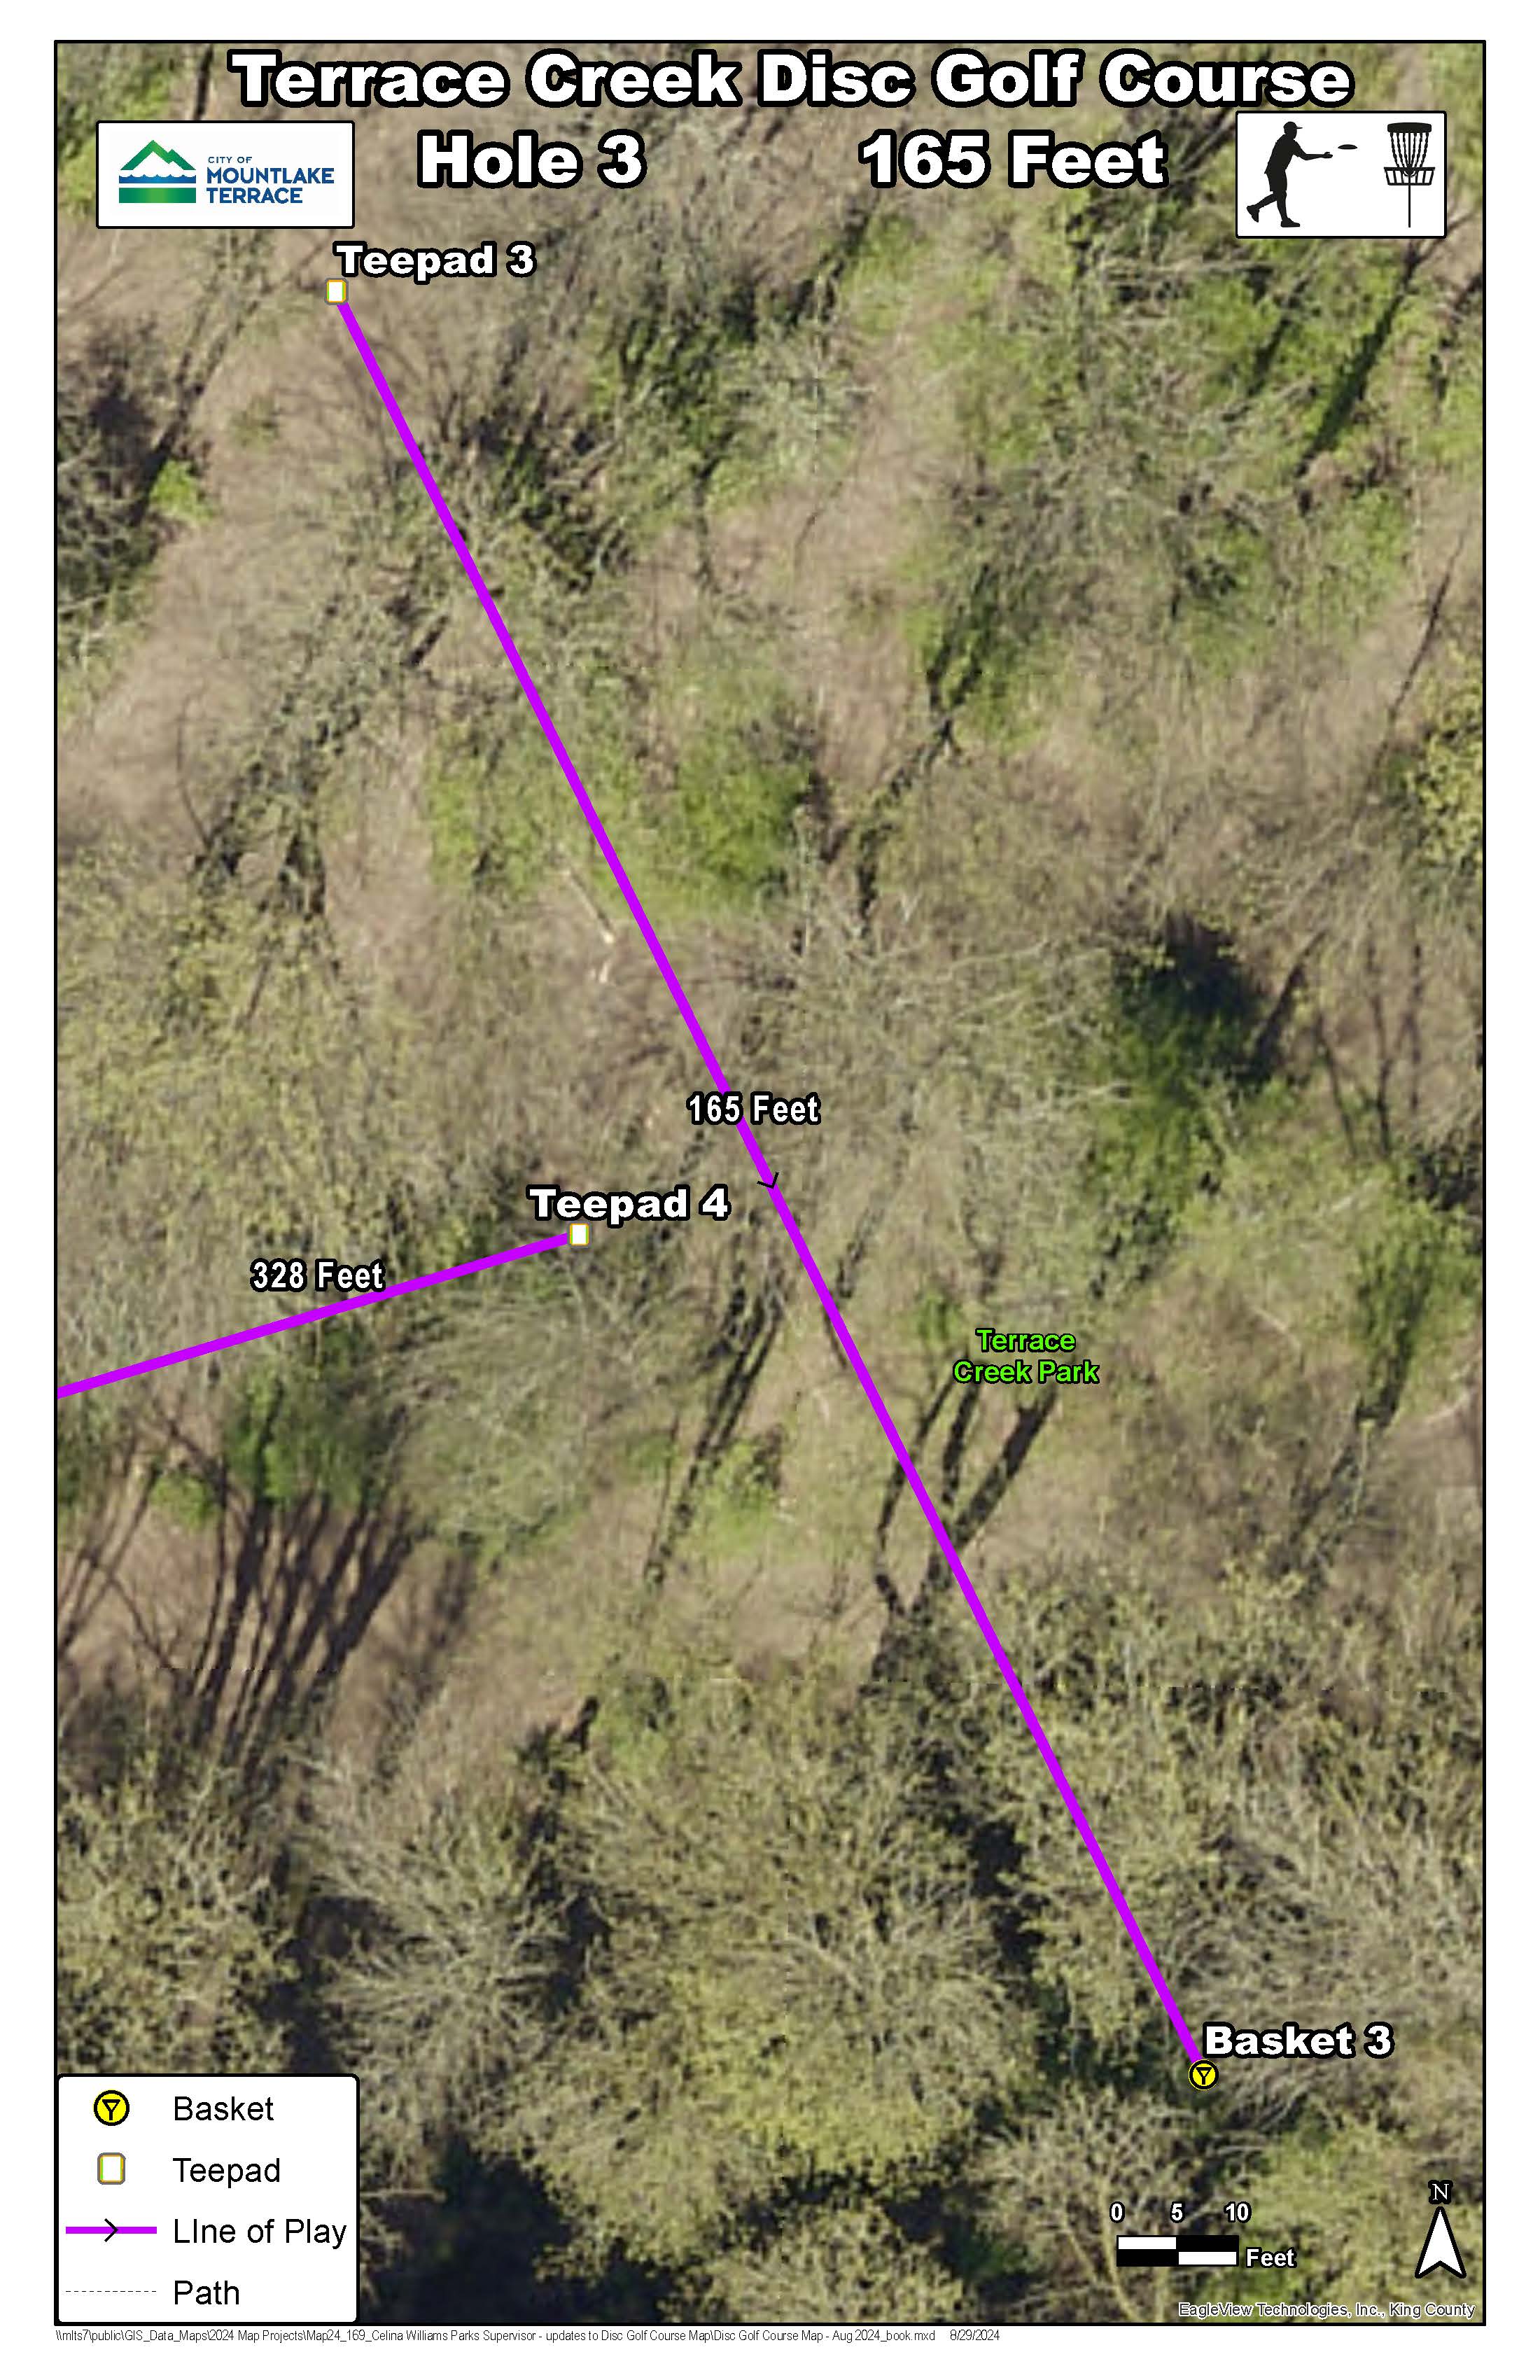 Terrace Creek Disc Golf Course
Hole 3 165 Feet
CITY OF
MOUNTLAKE
TERRACE
Teepad 3
165 Feet
Teepad 4
328 Feet
Terrace
Creek Park
Basket 3
Basket
Teepad
LIne of Play
Path
0 5 10
Feet
N
EagleView Technologies, Inc., King County
\\mlts7\public\GIS_Data_Maps\2024 Map Projects\Map24_169_Celina Williams Parks Supervisor - updates to Disc Golf Course Map\Disc Golf Course Map - Aug 2024_book.mxd 8/29/2024